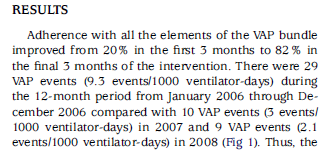 RESULTS
Adherence with all the elements of the VAP bundle
improved from 20% in the first 3 months to 82% in
the final 3 months of the intervention. There were 29
VAP events (9.3 events/1000 ventilator-days) during
the 12-month period from January 2006 through De-
cember 2006 compared with 10 VAP events (3 events/
1000 ventilator-days) in 2007 and 9 VAP events (2.1
events/1000 ventilator-days) in 2008 (Fig 1). Thus, the